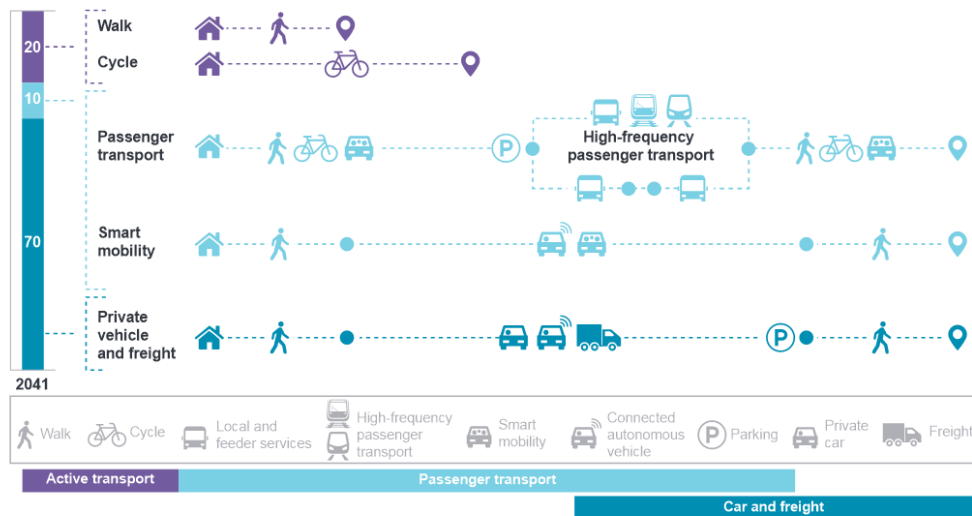 20
10
70
2041
Walk
Cycle
Passenger
transport
P
High-frequency
passenger transport
Smart
mobility
Private
vehicle
and freight
P
Walk
Cycle
Local and
feeder services
High-frequency
passenger
transport
Smart
mobility
Connected
autonomous
vehicle
P
Parking
Private
car
Freight
Active transport
Passenger transport
Car and freight